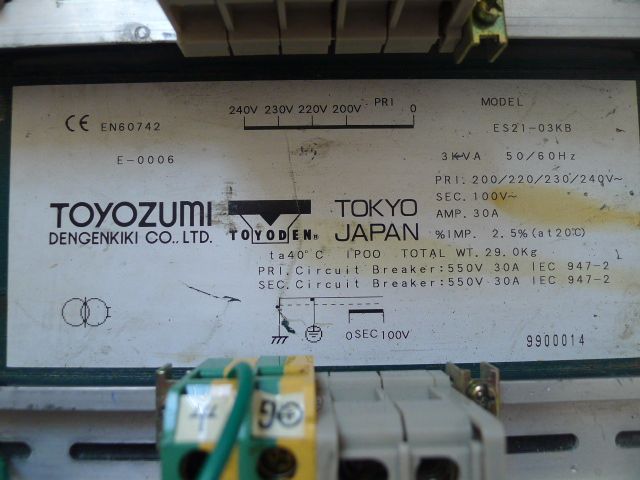 240V 230V 220V 200V PRI 0
MODEL
CE EN60742
ES21-03KB
E-0006
3KVA 50/60Hz
PRI. 200/220/230/240V~
SEC. 100V~
AMP. 30A
%IMP. 2.5%(at20℃)
TOYOZUMI
DENGENKIKI CO., LTD.
TOYODEN®
TOKYO
JAPAN
ta40°C IP00 TOTAL WT. 29.0Kg
PRI.Circuit Breaker:550V 30A IEC 947-2
SEC.Circuit Breaker:550V 30A IEC 947-2
0 SEC 100V
9900014
G